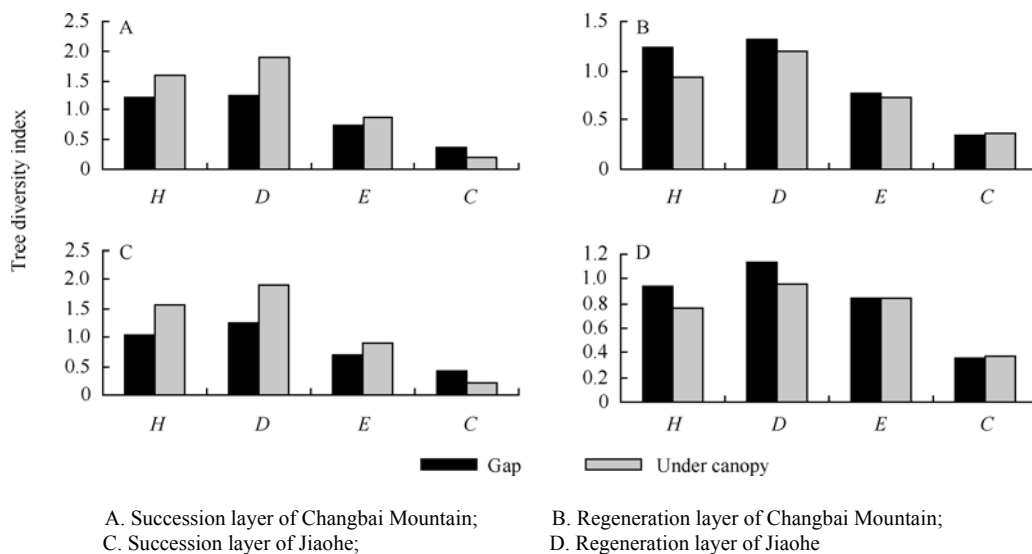 Tree diversity index
A
2.5
2.0
1.5
1.0
0.5
0
H D E C
B
1.5
1.0
0.5
0
H D E C
C
2.5
2.0
1.5
1.0
0.5
0
H D E C
D
1.2
1.0
0.8
0.6
0.4
0.2
0
H D E C
Gap Under canopy
A. Succession layer of Changbai Mountain; B. Regeneration layer of Changbai Mountain;
C. Succession layer of Jiaohe; D. Regeneration layer of Jiaohe